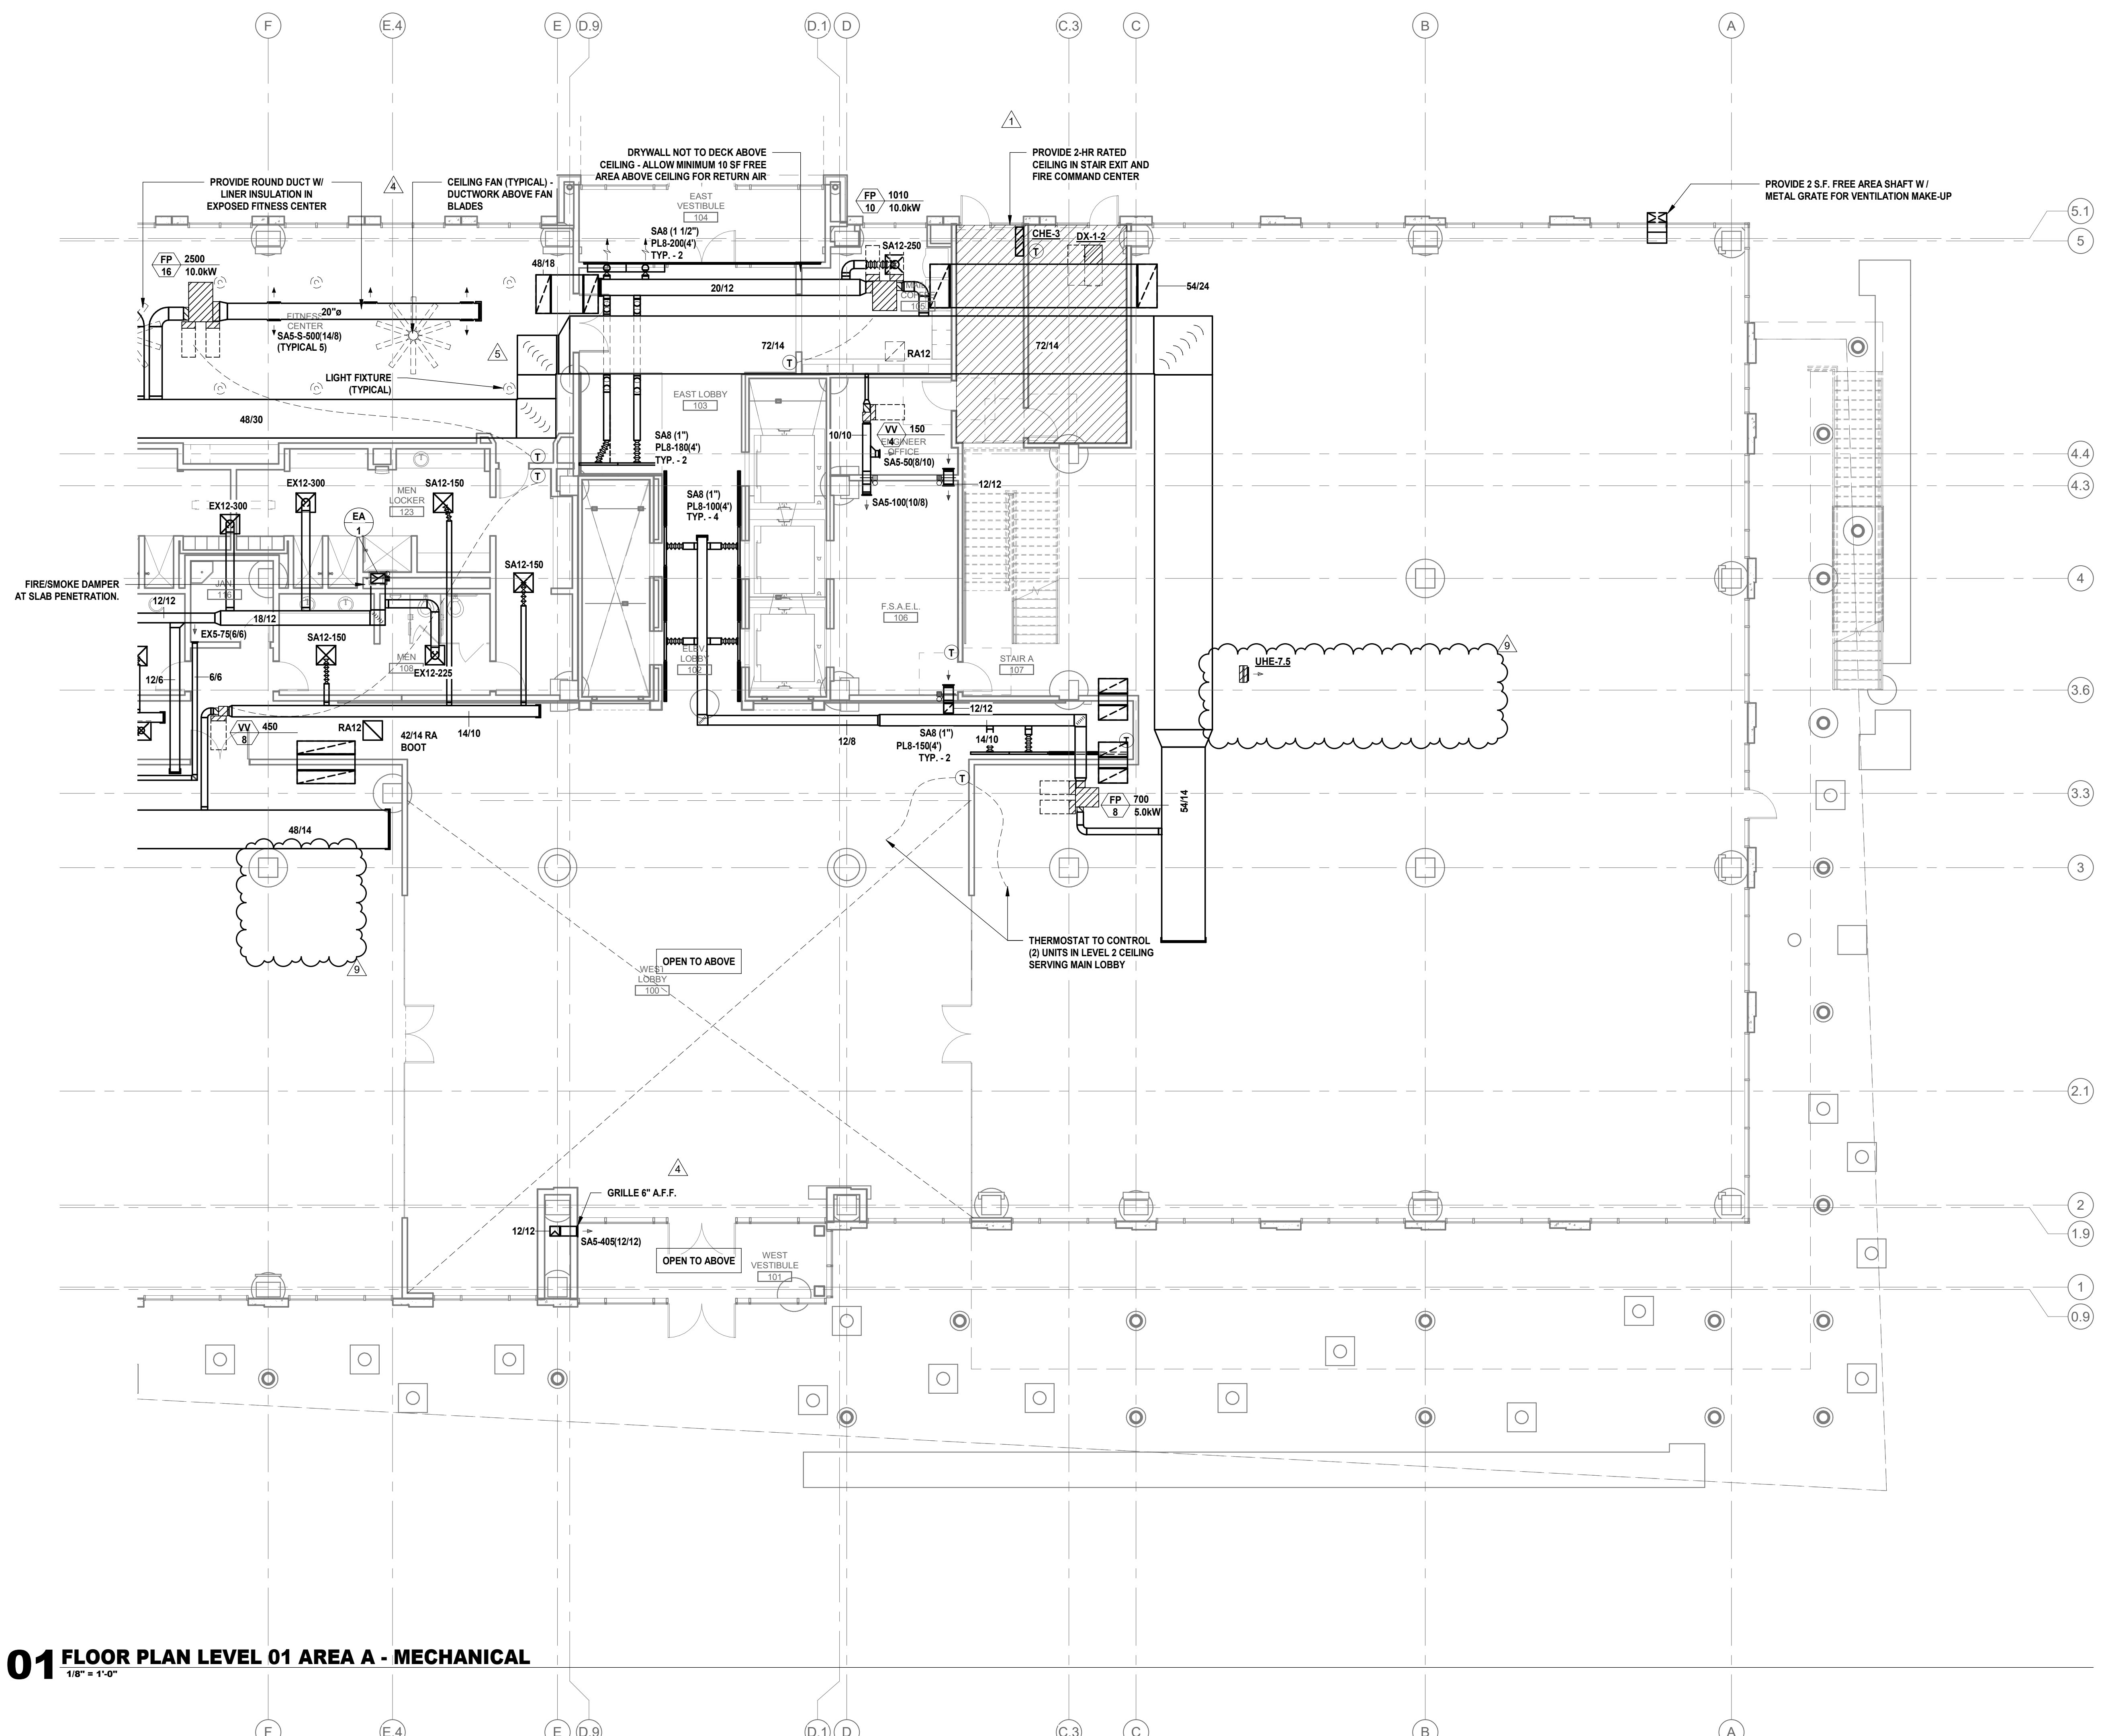 F
E.4
E
D.9
D.1
D
C.3
C
B
A
1
DRYWALL NOT TO DECK ABOVE
CEILING - ALLOW MINIMUM 10 SF FREE
AREA ABOVE CEILING FOR RETURN AIR
PROVIDE 2-HR RATED
CEILING IN STAIR EXIT AND
FIRE COMMAND CENTER
PROVIDE ROUND DUCT W/
LINER INSULATION IN
EXPOSED FITNESS CENTER
4
CEILING FAN (TYPICAL) -
DUCTWORK ABOVE FAN
BLADES
PROVIDE 2 S.F. FREE AREA SHAFT W /
METAL GRATE FOR VENTILATION MAKE-UP
EAST
VESTIBULE
104
FP 1010
10 10.0kW
5.1
5
SA8 (1 1/2")
PL8-200(4')
TYP. - 2
SA12-250
CHE-3
T
DX-1-2
FP 2500
16 10.0kW
48/18
20/12
54/24
105
FITNESS
CENTER
20"ø
SA5-S-500(14/8)
(TYPICAL 5)
5
72/14
T
RA12
72/14
LIGHT FIXTURE
(TYPICAL)
EAST LOBBY
103
48/30
SA8 (1")
PL8-180(4')
TYP. - 2
10/10
VV 150
4
ENGINEER
OFFICE
SA5-50(8/10)
4.4
T
T
T
12/12
4.3
EX12-300
EX12-300
MEN
LOCKER
123
SA12-150
SA8 (1")
PL8-100(4')
TYP. - 4
SA5-100(10/8)
EA
1
SA12-150
FIRE/SMOKE DAMPER
AT SLAB PENETRATION.
JAN.
116
4
12/12
T
T
18/12
F.S.A.E.L.
106
EX5-75(6/6)
SA12-150
MEN
108
EX12-225
ELEV.
LOBBY
102
T
STAIR A
107
9
UHE-7.5
12/6
6/6
3.6
12/12
VV 450
8
RA12
42/14 RA
BOOT
14/10
12/8
SA8 (1")
PL8-150(4')
TYP. - 2
14/10
T
T
FP 700
8 5.0kW
54/14
3.3
48/14
3
THERMOSTAT TO CONTROL
(2) UNITS IN LEVEL 2 CEILING
SERVING MAIN LOBBY
9
OPEN TO ABOVE
WEST
LOBBY
100
2.1
4
GRILLE 6" A.F.F.
2
12/12
SA5-405(12/12)
1.9
OPEN TO ABOVE
WEST
VESTIBULE
101
1
0.9
01 FLOOR PLAN LEVEL 01 AREA A - MECHANICAL
1/8" = 1'-0"
F
E.4
E
D.9
D.1
D
C.3
C
B
A